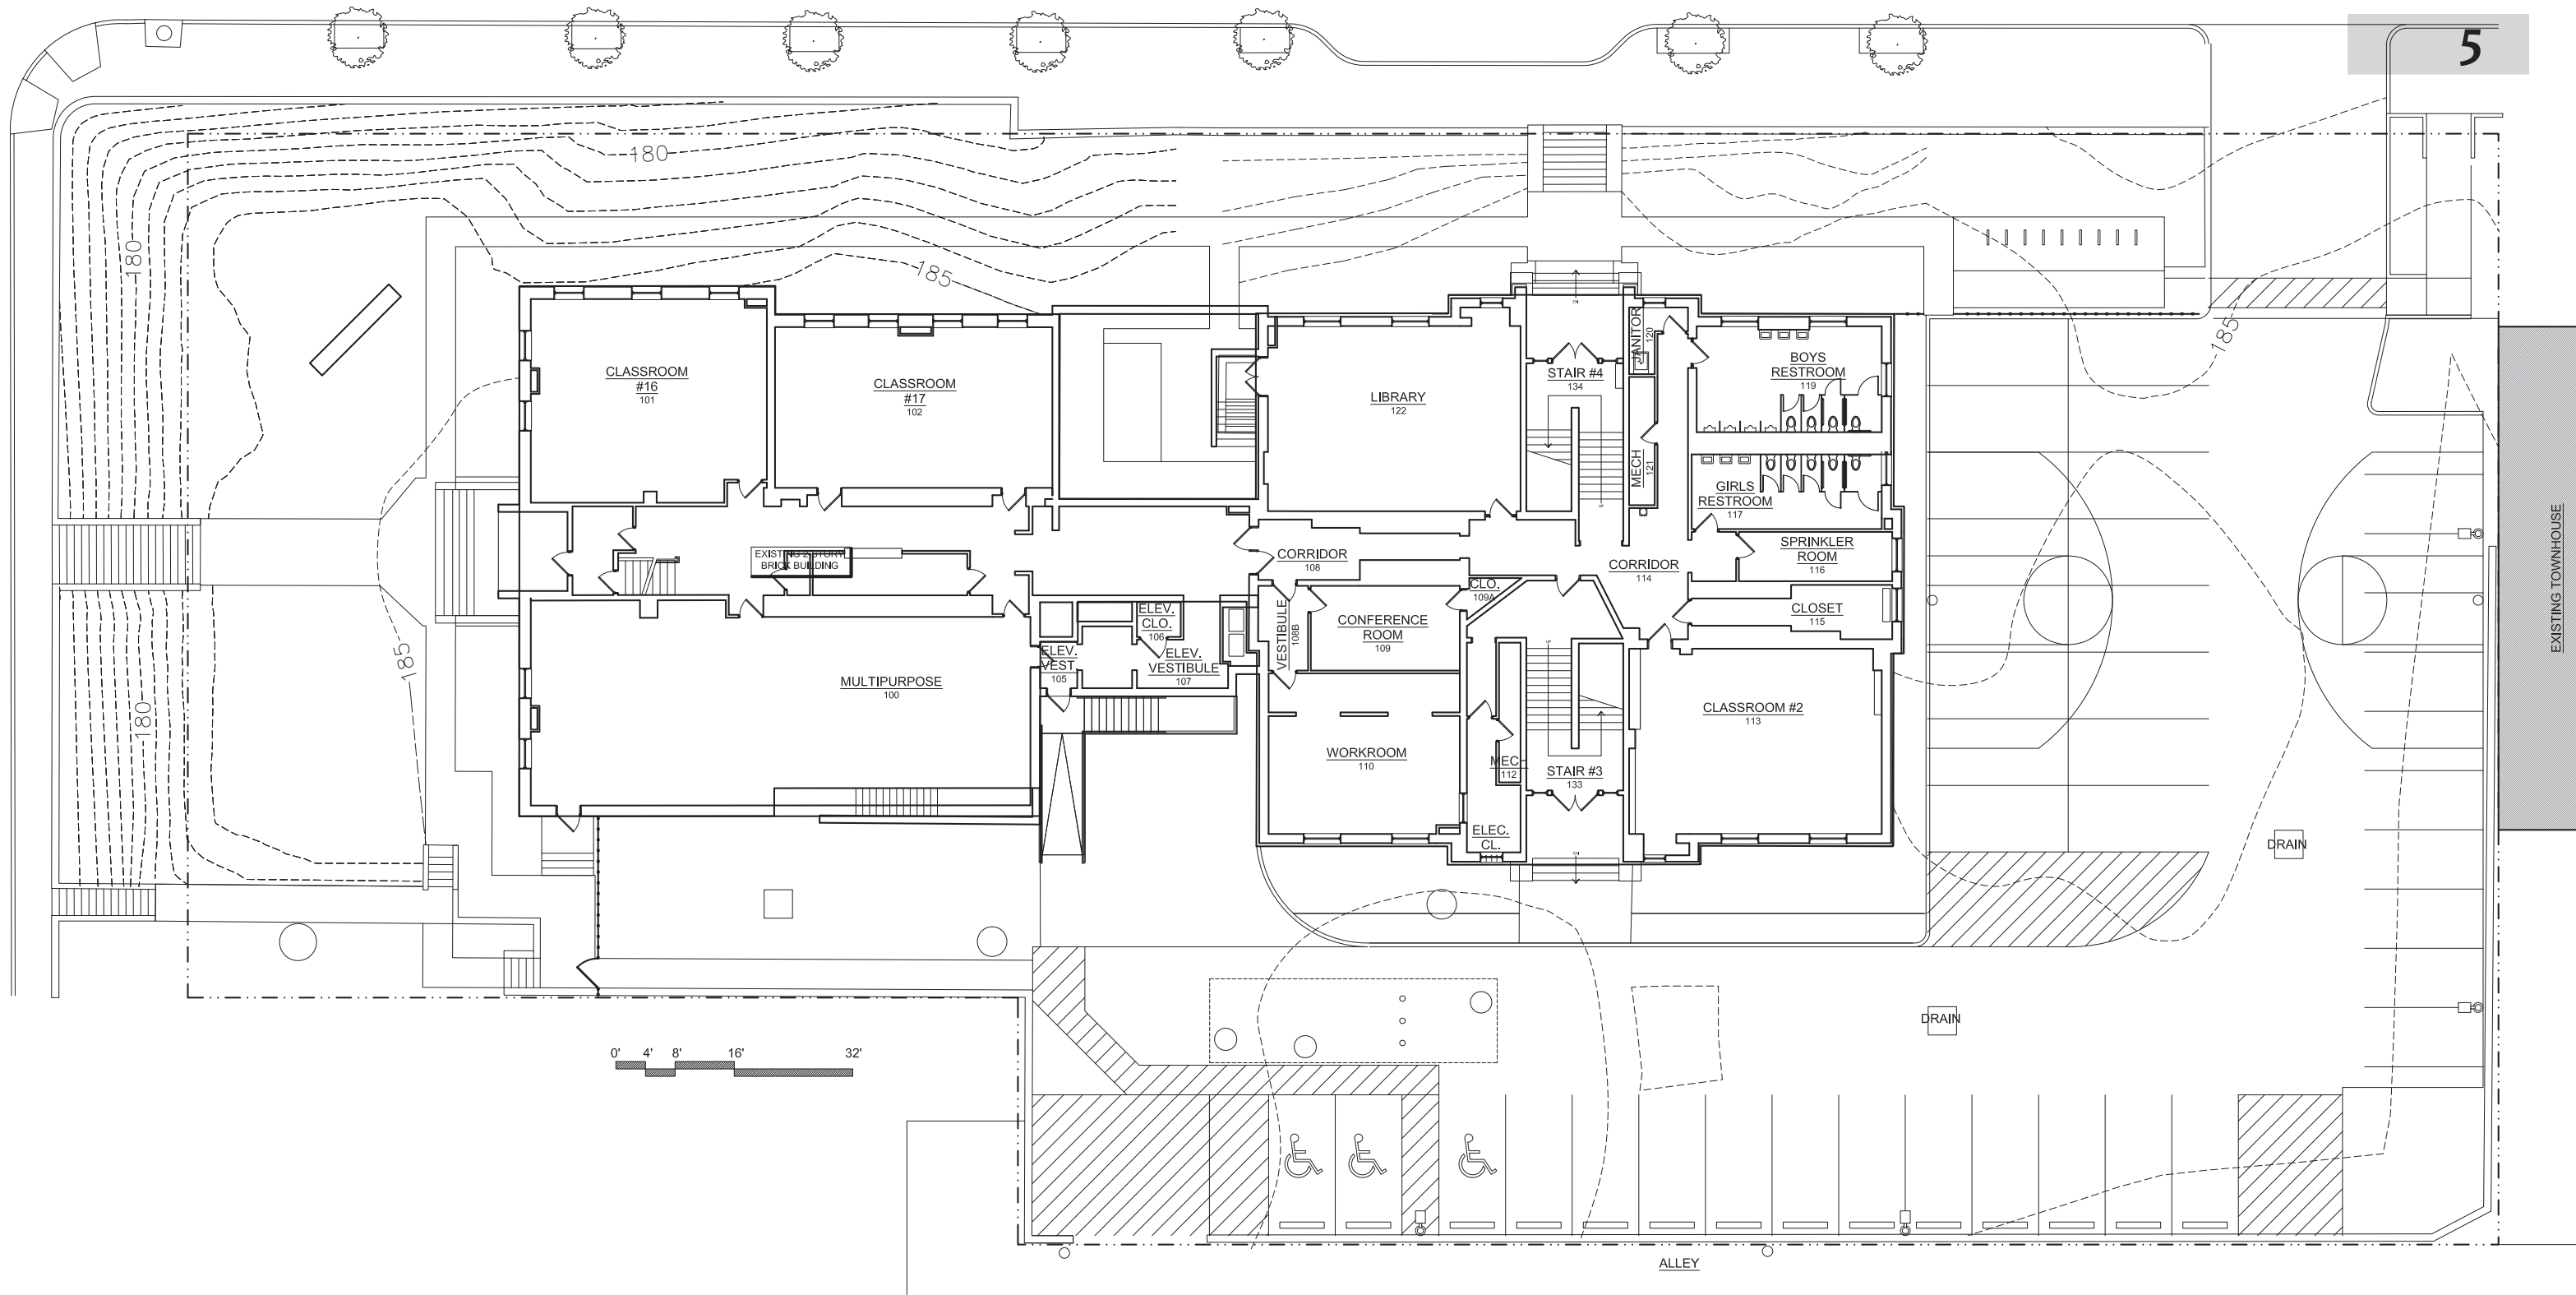 5
180
180
185
185
CLASSROOM
#16
101
CLASSROOM
#17
102
LIBRARY
122
STAIR #4
134
JANITOR
120
MECH
121
BOYS
RESTROOM
119
GIRLS
RESTROOM
117
SPRINKLER
ROOM
116
CORRIDOR
108
CORRIDOR
114
EXISTING 2 STORY
BRICK BUILDING
CLO.
109A
CLOSET
115
ELEV.
CLO.
106
ELEV.
VEST.
105
ELEV.
VESTIBULE
107
VESTIBULE
108B
CONFERENCE
ROOM
109
MULTIPURPOSE
100
CLASSROOM #2
113
WORKROOM
110
MECH
112
STAIR #3
133
ELEC.
CL.
185
180
EXISTING TOWNHOUSE
DRAIN
DRAIN
0' 4' 8' 16' 32'
ALLEY